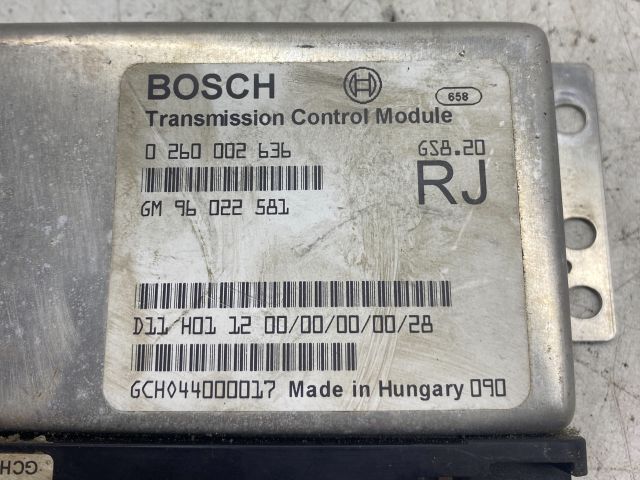 BOSCH
658
Transmission Control Module
0 260 002 636
GS8.20
RJ
GM 96 022 581
D11 H01 12 00/00/00/00/28
GCH044000017 Made in Hungary 090
GCH